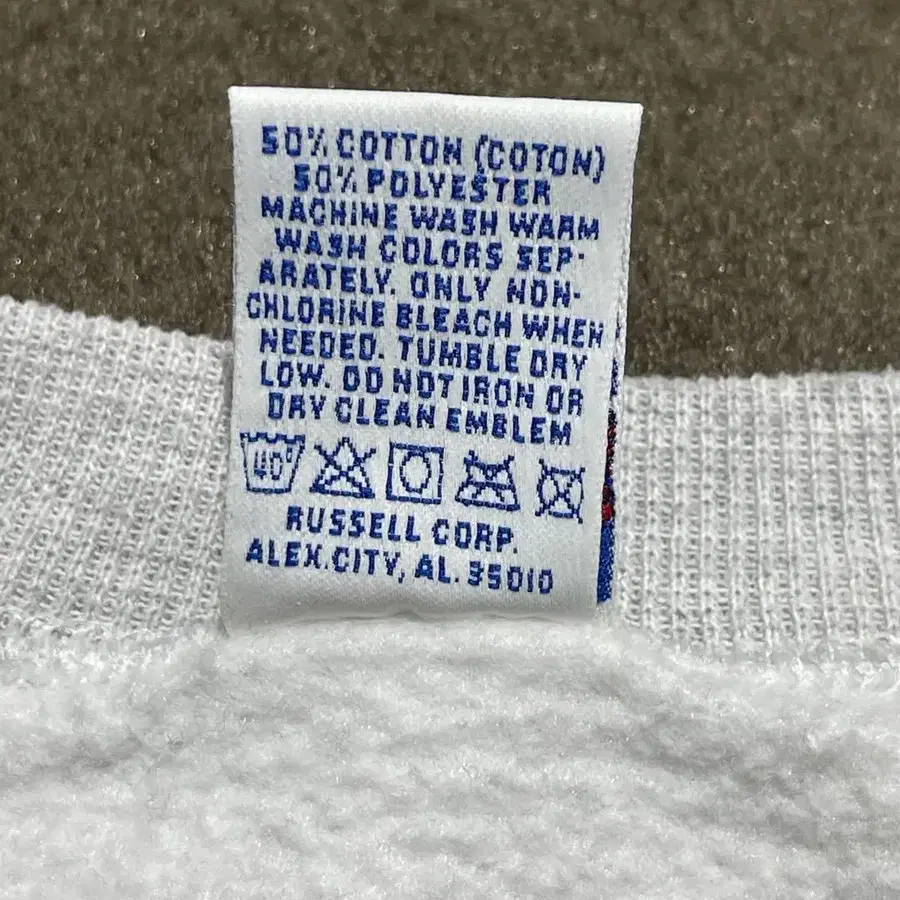 50% COTTON (COTON)
50% POLYESTER
MACHINE WASH WARM
WASH COLORS SEP-
ARATELY. ONLY NON-
CHLORINE BLEACH WHEN
NEEDED. TUMBLE DRY
LOW. DO NOT IRON OR
DRY CLEAN EMBLEM
40°
RUSSELL CORP.
ALEX.CITY, AL. 35010